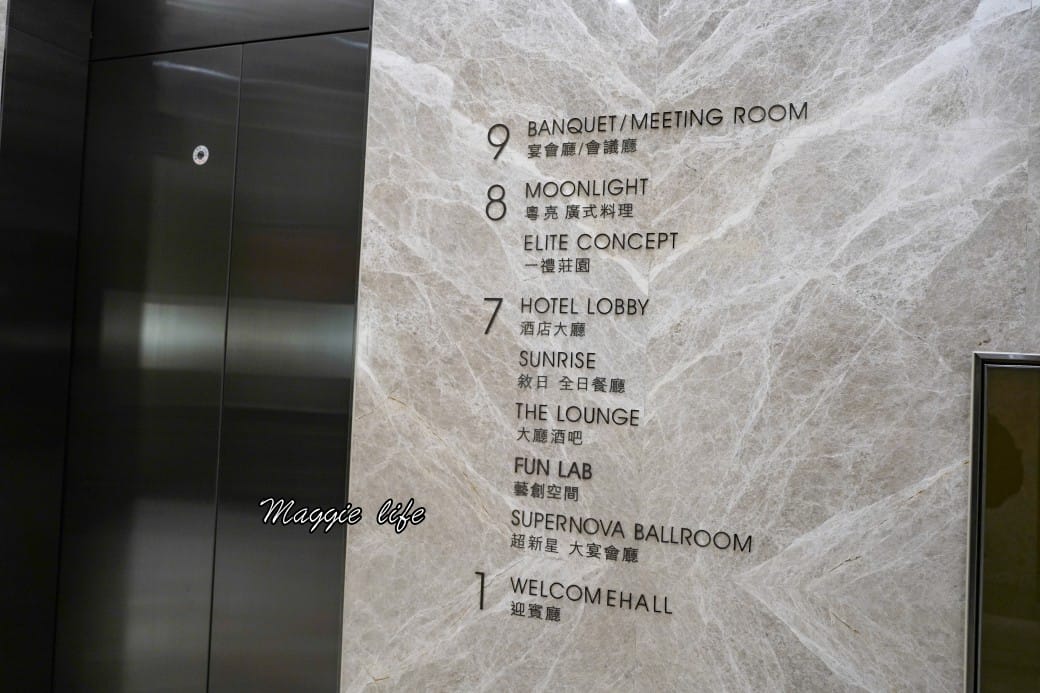 9 BANQUET/MEETING ROOM
宴會廳/會議廳
8 MOONLIGHT
粵亮 廣式料理
ELITE CONCEPT
一禮莊園
7 HOTEL LOBBY
酒店大廳
SUNRISE
敘日 全日餐廳
THE LOUNGE
大廳酒吧
FUN LAB
藝創空間
SUPERNOVA BALLROOM
超新星 大宴會廳
1 WELCOMEHALL
迎賓廳
Maggie life